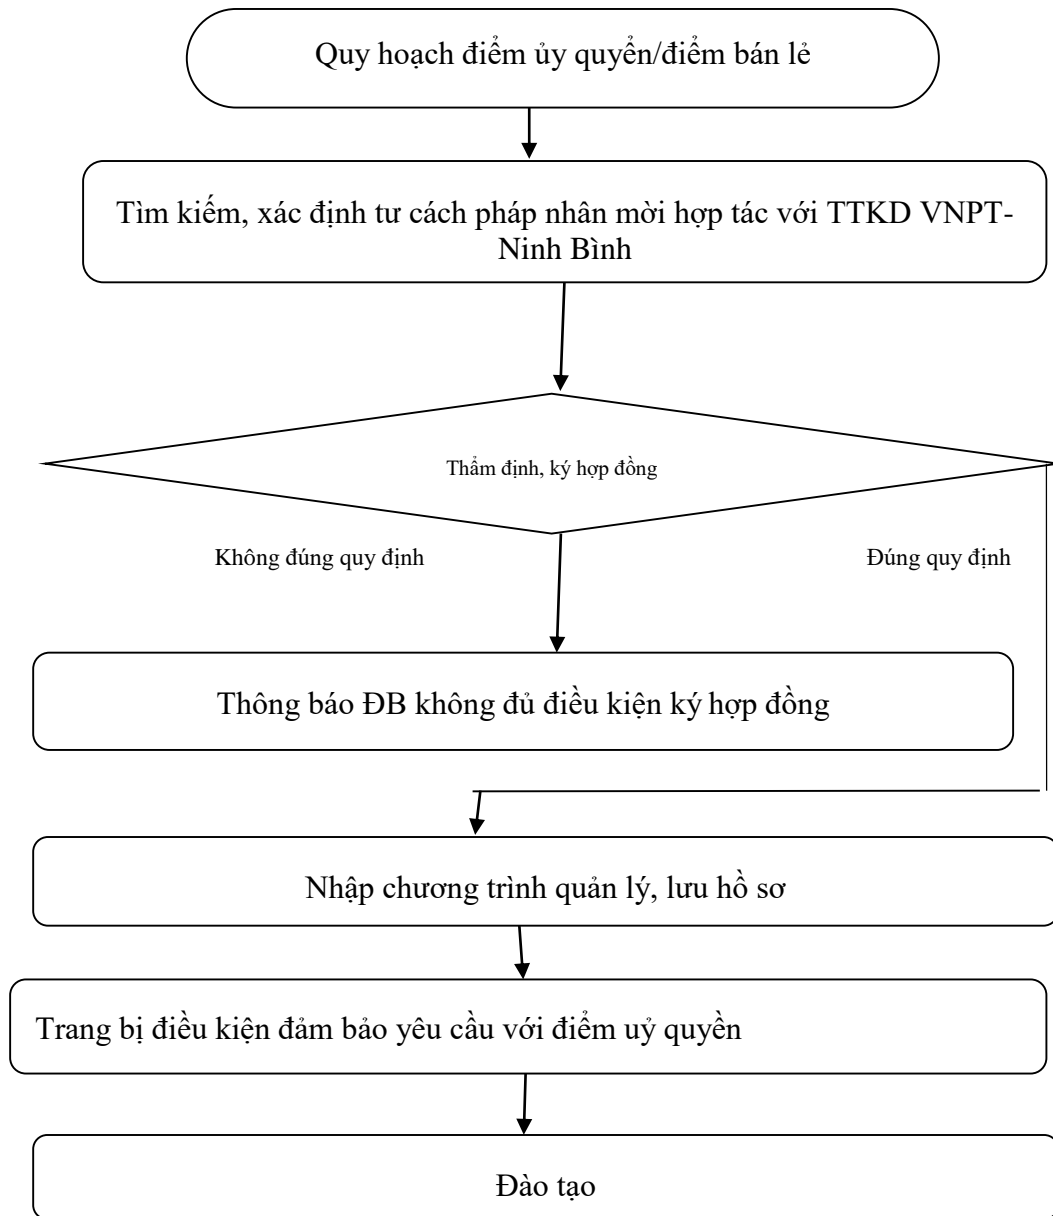 Quy hoạch điểm ủy quyển/điểm bán lẻ
Tìm kiếm, xác định tư cách pháp nhân mời hợp tác với TTKD VNPT-
Ninh Bình
Thẩm định, ký hợp đồng
Không đúng quy định
Đúng quy định
Thông báo ĐB không đủ điều kiện ký hợp đồng
Nhập chương trình quản lý, lưu hồ sơ
Trang bị điều kiện đảm bảo yêu cầu với điểm uỷ quyền
Đào tạo